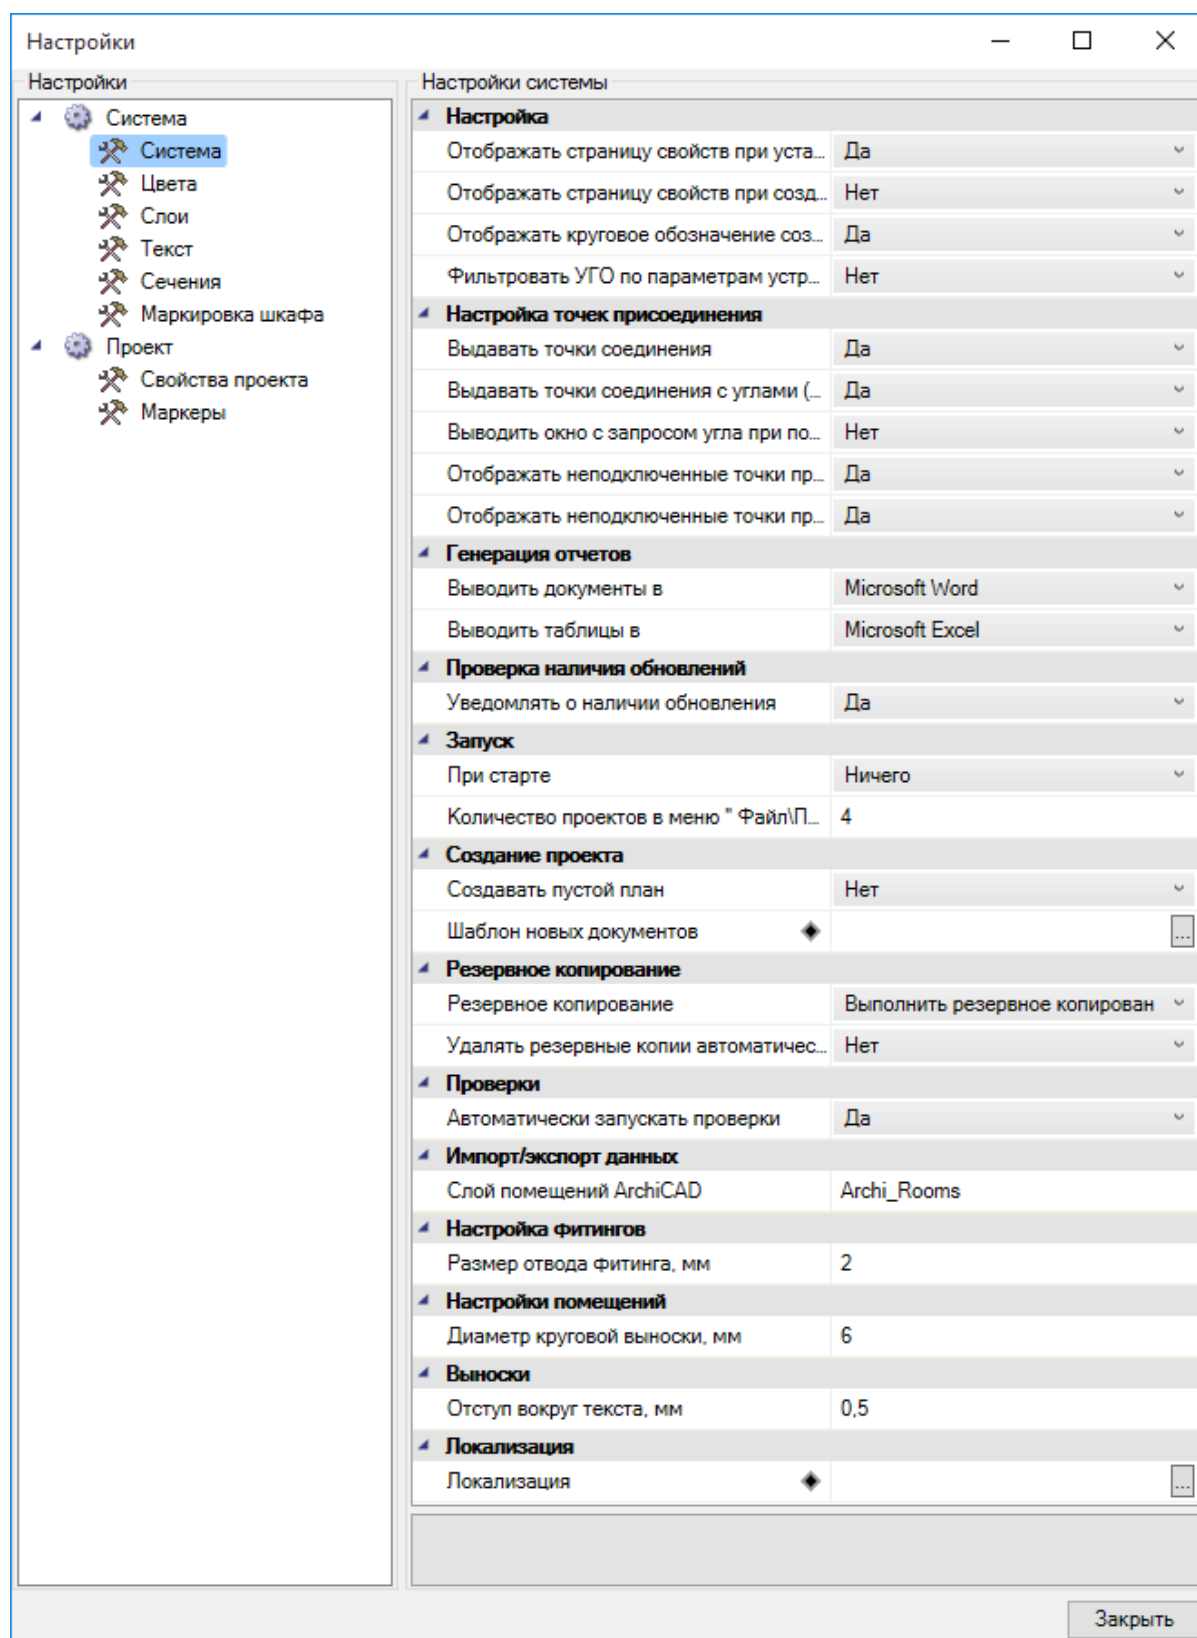 Настройки
Настройки
Система
Система
Цвета
Слои
Текст
Сечения
Маркировка шкафа
Проект
Свойства проекта
Маркеры
Настройки системы
Настройка
Отображать страницу свойств при уста... Да
Отображать страницу свойств при созд... Нет
Отображать круговое обозначение соз... Да
Фильтровать УГО по параметрам устр... Нет
Настройка точек присоединения
Выдавать точки соединения Да
Выдавать точки соединения с углами (... Да
Выводить окно с запросом угла при по... Нет
Отображать неподключенные точки пр... Да
Отображать неподключенные точки пр... Да
Генерация отчетов
Выводить документы в Microsoft Word
Выводить таблицы в Microsoft Excel
Проверка наличия обновлений
Уведомлять о наличии обновления Да
Запуск
При старте Ничего
Количество проектов в меню " Файл\П... 4
Создание проекта
Создавать пустой план Нет
Шаблон новых документов ...
Резервное копирование
Резервное копирование Выполнить резервное копирован
Удалять резервные копии автоматичес... Нет
Проверки
Автоматически запускать проверки Да
Импорт/экспорт данных
Слой помещений ArchiCAD Archi_Rooms
Настройка фитингов
Размер отвода фитинга, мм 2
Настройки помещений
Диаметр круговой выноски, мм 6
Выноски
Отступ вокруг текста, мм 0,5
Локализация
Локализация ...
Закрыть